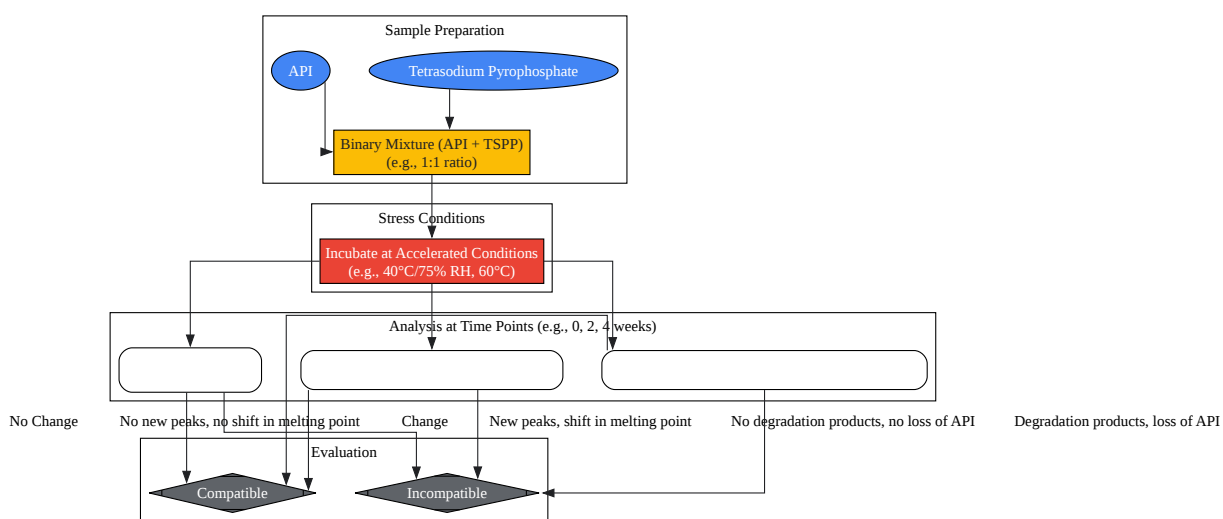 Sample Preparation
API
Tetrasodium Pyrophosphate
Binary Mixture (API + TSPP)
(e.g., 1:1 ratio)
Stress Conditions
Incubate at Accelerated Conditions
(e.g., 40°C/75% RH, 60°C)
Analysis at Time Points (e.g., 0, 2, 4 weeks)
No Change
No new peaks, no shift in melting point
Change
New peaks, shift in melting point
No degradation products, no loss of API
Degradation products, loss of API
Evaluation
Compatible
Incompatible